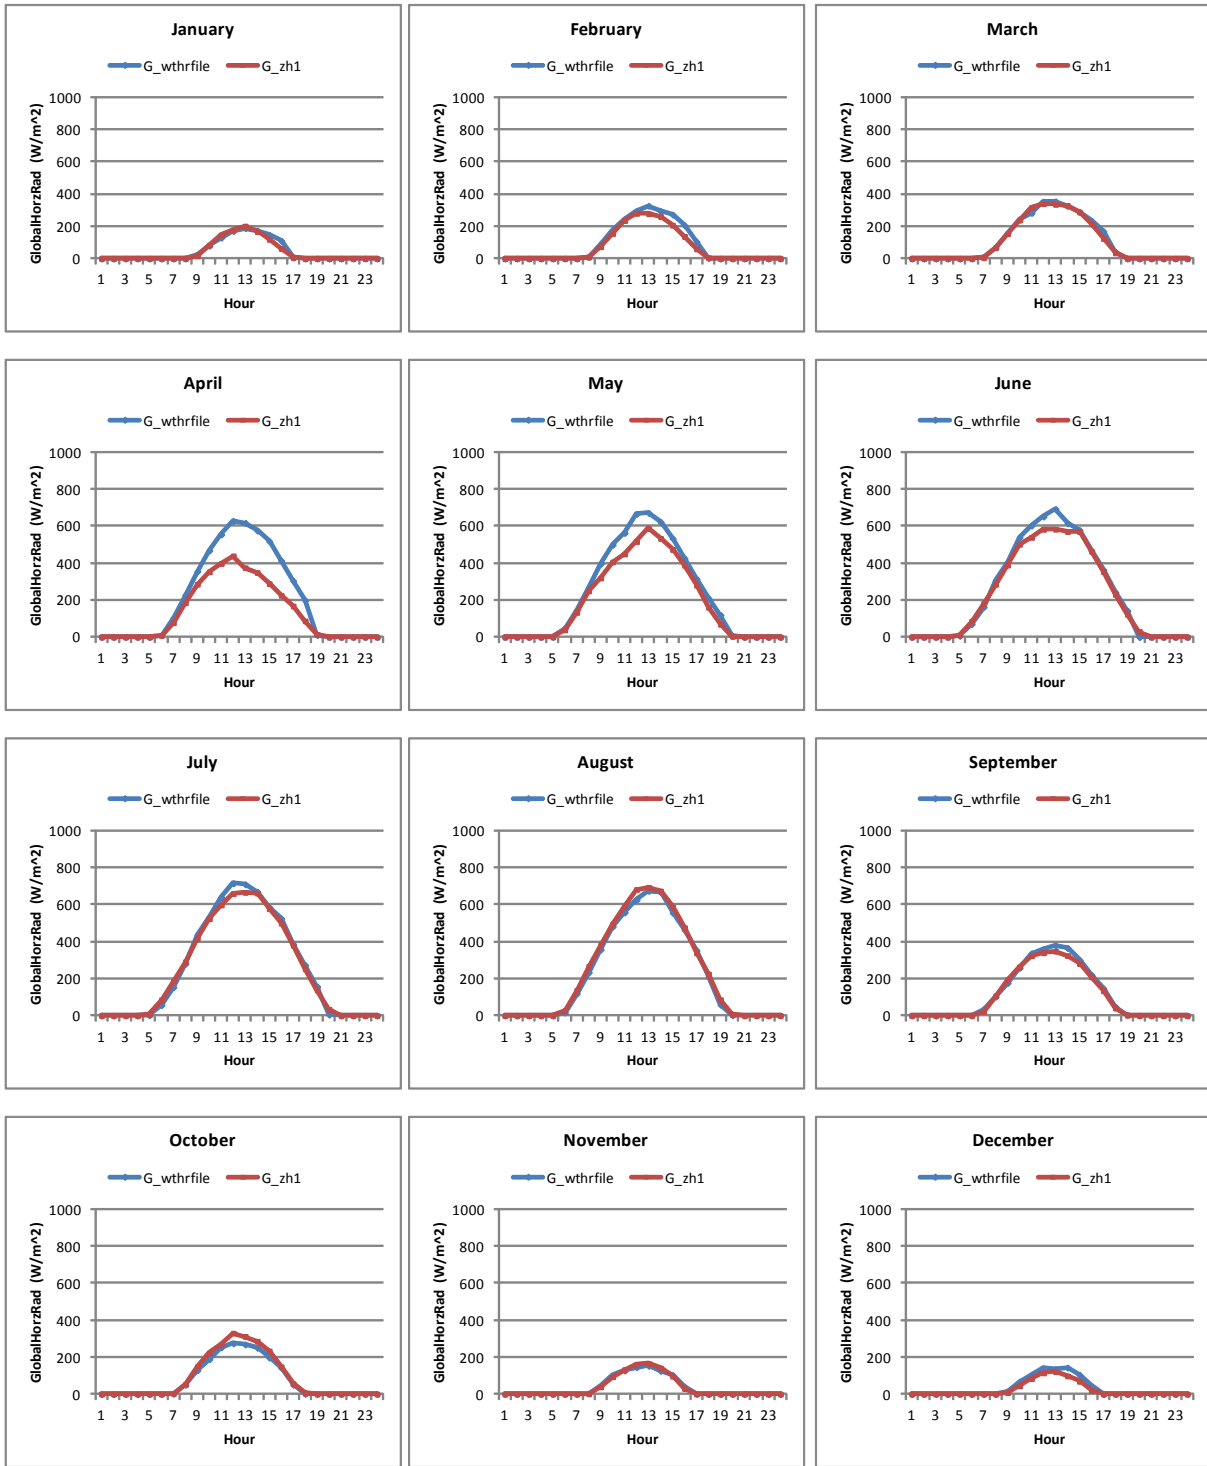 January
G_wthrfile G_zh1
GlobalHorzRad (W/m^2)
1000
800
600
400
200
0
1 3 5 7 9 11 13 15 17 19 21 23
Hour
February
G_wthrfile G_zh1
GlobalHorzRad (W/m^2)
1000
800
600
400
200
0
1 3 5 7 9 11 13 15 17 19 21 23
Hour
March
G_wthrfile G_zh1
GlobalHorzRad (W/m^2)
1000
800
600
400
200
0
1 3 5 7 9 11 13 15 17 19 21 23
Hour
April
G_wthrfile G_zh1
GlobalHorzRad (W/m^2)
1000
800
600
400
200
0
1 3 5 7 9 11 13 15 17 19 21 23
Hour
May
G_wthrfile G_zh1
GlobalHorzRad (W/m^2)
1000
800
600
400
200
0
1 3 5 7 9 11 13 15 17 19 21 23
Hour
June
G_wthrfile G_zh1
GlobalHorzRad (W/m^2)
1000
800
600
400
200
0
1 3 5 7 9 11 13 15 17 19 21 23
Hour
July
G_wthrfile G_zh1
GlobalHorzRad (W/m^2)
1000
800
600
400
200
0
1 3 5 7 9 11 13 15 17 19 21 23
Hour
August
G_wthrfile G_zh1
GlobalHorzRad (W/m^2)
1000
800
600
400
200
0
1 3 5 7 9 11 13 15 17 19 21 23
Hour
September
G_wthrfile G_zh1
GlobalHorzRad (W/m^2)
1000
800
600
400
200
0
1 3 5 7 9 11 13 15 17 19 21 23
Hour
October
G_wthrfile G_zh1
GlobalHorzRad (W/m^2)
1000
800
600
400
200
0
1 3 5 7 9 11 13 15 17 19 21 23
Hour
November
G_wthrfile G_zh1
GlobalHorzRad (W/m^2)
1000
800
600
400
200
0
1 3 5 7 9 11 13 15 17 19 21 23
Hour
December
G_wthrfile G_zh1
GlobalHorzRad (W/m^2)
1000
800
600
400
200
0
1 3 5 7 9 11 13 15 17 19 21 23
Hour